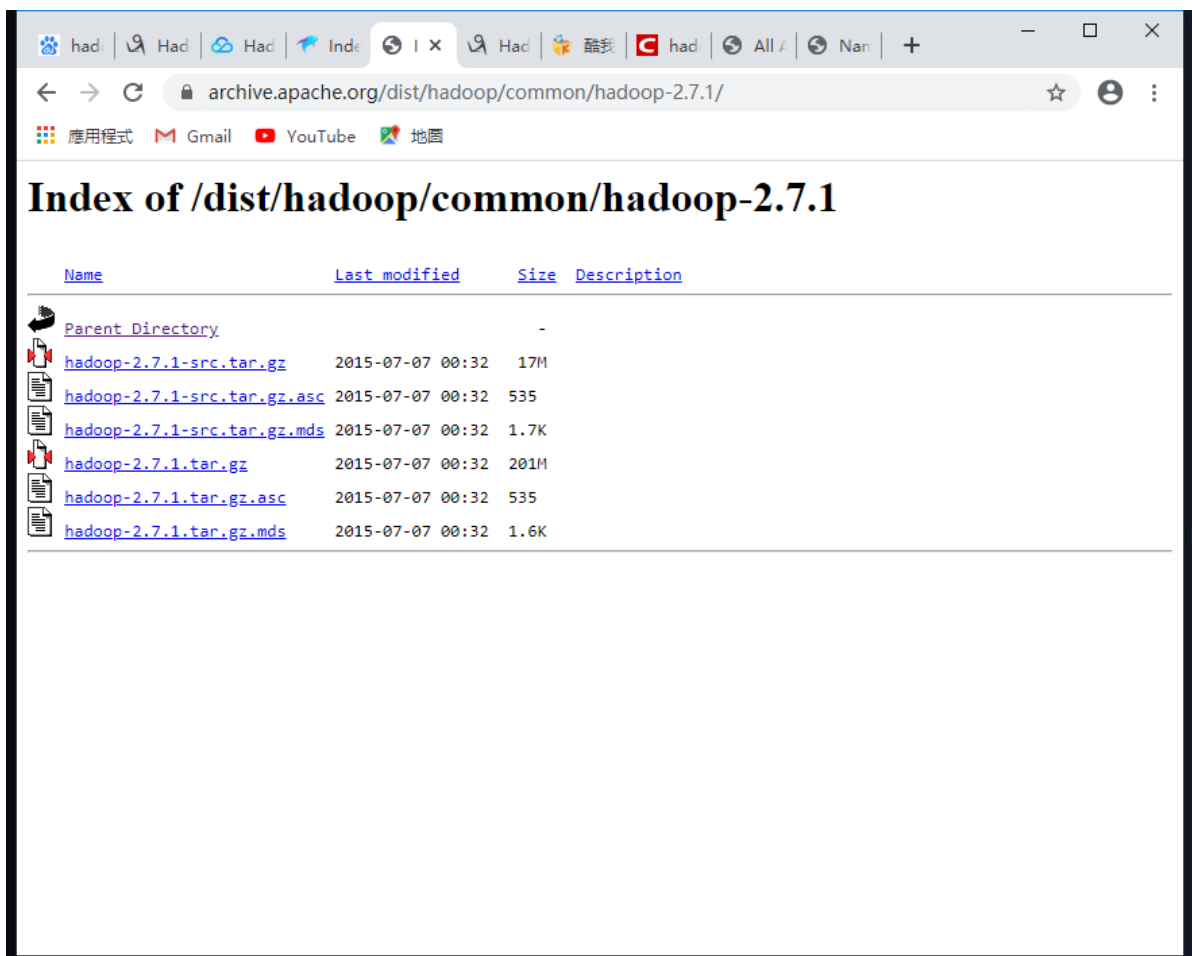 had Had Had Inde I Had 酷我 had All A Nan
archive.apache.org/dist/hadoop/common/hadoop-2.7.1/
應用程式 Gmail YouTube 地圖
Index of /dist/hadoop/common/hadoop-2.7.1
Name Last modified Size Description
Parent Directory -
hadoop-2.7.1-src.tar.gz 2015-07-07 00:32 17M
hadoop-2.7.1-src.tar.gz.asc 2015-07-07 00:32 535
hadoop-2.7.1-src.tar.gz.mds 2015-07-07 00:32 1.7K
hadoop-2.7.1.tar.gz 2015-07-07 00:32 201M
hadoop-2.7.1.tar.gz.asc 2015-07-07 00:32 535
hadoop-2.7.1.tar.gz.mds 2015-07-07 00:32 1.6K